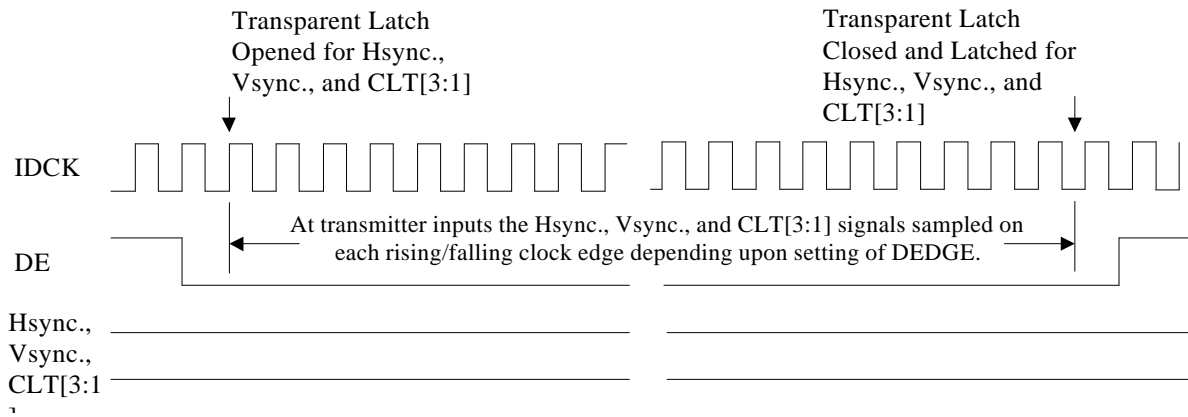 Transparent Latch
Opened for Hsync.,
Vsync., and CLT[3:1]
Transparent Latch
Closed and Latched for
Hsync., Vsync., and
CLT[3:1]
IDCK
At transmitter inputs the Hsync., Vsync., and CLT[3:1] signals sampled on
each rising/falling clock edge depending upon setting of DEDGE.
DE
Hsync.,
Vsync.,
CLT[3:1
]